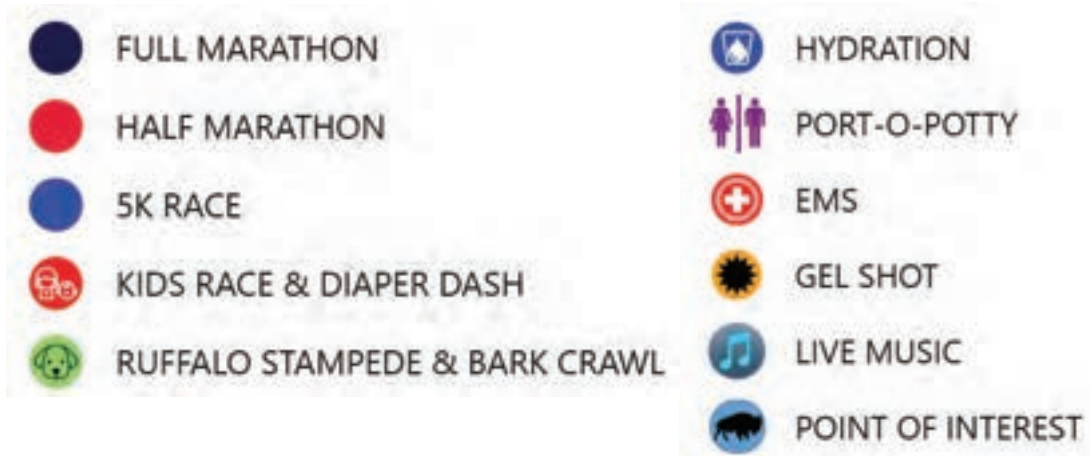 FULL MARATHON
HALF MARATHON
5K RACE
KIDS RACE & DIAPER DASH
RUFFALO STAMPEDE & BARK CRAWL
HYDRATION
PORT-O-POTTY
EMS
GEL SHOT
LIVE MUSIC
POINT OF INTEREST